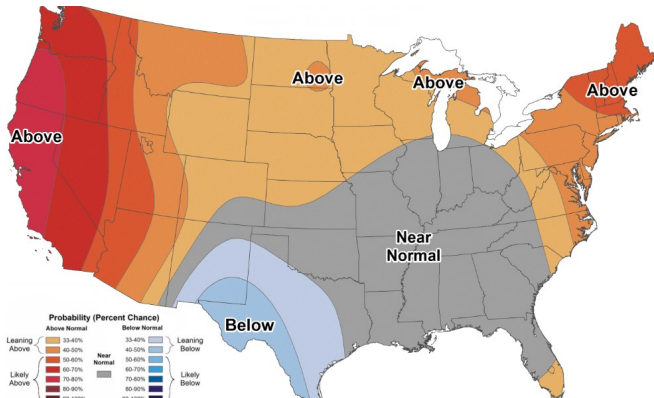 Above
Above
Above
Above
Near
Normal
Below
Probability (Percent Chance)
Above Normal
Below Normal
Leaning
Above
Likely
Above
33-40%
40-50%
50-60%
60-70%
70-80%
80-90%
Near
Normal
33-40%
40-50%
50-60%
60-70%
70-80%
80-90%
Leaning
Below
Likely
Below